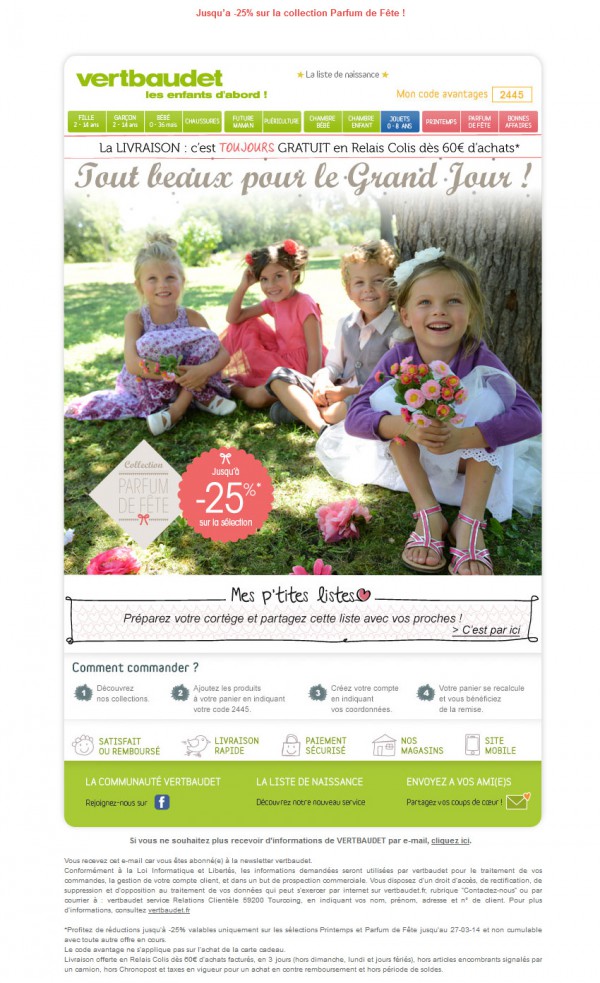 Jusqu'a -25% sur la collection Parfum de Fête !
vertbaudet
les enfants d'abord !
La liste de naissance
Mon code avantages 2445
FILLE 2 - 14 ans
GARÇON 2 - 14 ans
BÉBÉ 0 - 36 mois
CHAUSSURES
FUTURE MAMAN
PUÉRICULTURE
CHAMBRE BÉBÉ
CHAMBRE ENFANT
JOUETS 0 - 8 ANS
PRINTEMPS
PARFUM DE FÊTE
BONNES AFFAIRES
La LIVRAISON : c'est TOUJOURS GRATUIT en Relais Colis dès 60€ d'achats*
Tout beaux pour le Grand Jour !
Collection
PARFUM
DE FÊTE
Jusqu'à
-25%*
sur la sélection
Mes p'tites listes
Préparez votre cortège et partagez cette liste avec vos proches !
> C'est par ici
Comment commander ?
1 Découvrez
nos collections.
2 Ajoutez les produits
à votre panier en indiquant
votre code 2445.
3 Créez votre compte
en indiquant
vos coordonnées.
4 Votre panier se recalcule
et vous bénéficiez
de la remise.
SATISFAIT
OU REMBOURSÉ
LIVRAISON
RAPIDE
PAIEMENT
SÉCURISÉ
NOS
MAGASINS
SITE
MOBILE
LA COMMUNAUTÉ VERTBAUDET
Rejoignez-nous sur f
LA LISTE DE NAISSANCE
Découvrez notre nouveau service
ENVOYEZ A VOS AMI(E)S
Partagez vos coups de cœur !
Si vous ne souhaitez plus recevoir d'informations de VERTBAUDET par e-mail, cliquez ici.
Vous recevez cet e-mail car vous êtes abonné(e) à la newsletter vertbaudet.
Conformément à la Loi Informatique et Libertés, les informations demandées seront utilisées par vertbaudet pour le traitement de vos
commandes, la gestion de votre compte client, et dans un but de prospection commerciale. Vous disposez d'un droit d'accès, de rectification, de
suppression et d'opposition au traitement de vos données qui peut s'exercer par internet sur vertbaudet.fr, rubrique "Contactez-nous" ou par
courrier à : vertbaudet service Relations Clientèle 59200 Tourcoing, en indiquant vos nom, prénom, adresse et n° de client. Pour plus
d'informations, consultez vertbaudet.fr
*Profitez de réductions jusqu'à -25% valables uniquement sur les sélections Printemps et Parfum de Fête jusqu'au 27-03-14 et non cumulable
avec toute autre offre en cours.
Le code avantage ne s'applique pas sur l'achat de la carte cadeau.
Livraison offerte en Relais Colis dès 60€ d'achats facturés, en 3 jours (hors dimanche, lundi et jours fériés), hors articles encombrants signalés par
un camion, hors Chronopost et taxes en vigueur pour un achat en contre remboursement et hors période de soldes.